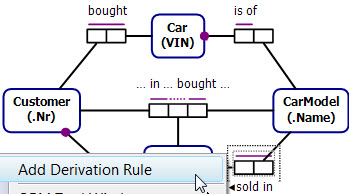 bought
Car
(VIN)
is of
Customer
(.Nr)
... in ... bought ...
CarModel
(.Name)
Add Derivation Rule
◄sold in